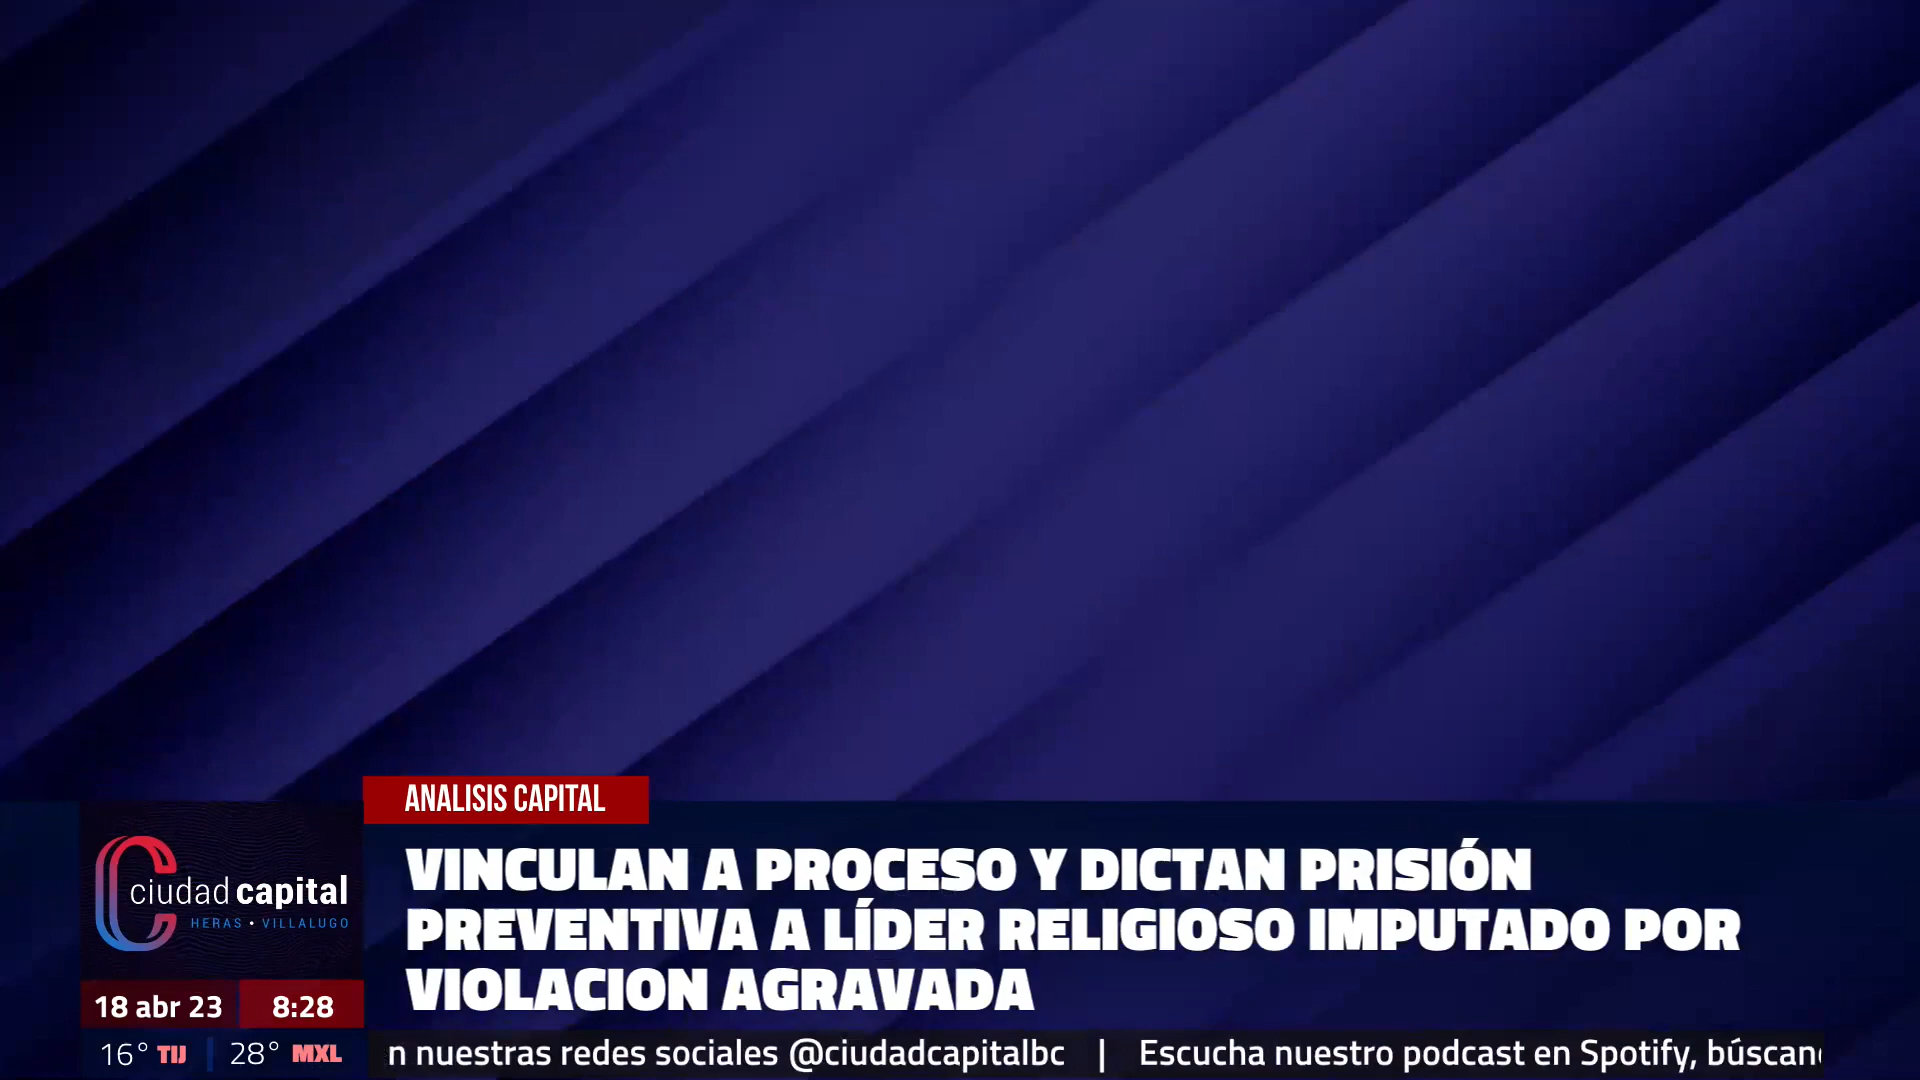 ANALISIS CAPITAL
VINCULAN A PROCESO Y DICTAN PRISIÓN
PREVENTIVA A LÍDER RELIGIOSO IMPUTADO POR
VIOLACION AGRAVADA
ciudad capital
HERAS • VILLALUGO
18 abr 23 8:28
16° TIJ | 28° MXL
n nuestras redes sociales @ciudadcapitalbc | Escucha nuestro podcast en Spotify, búscan